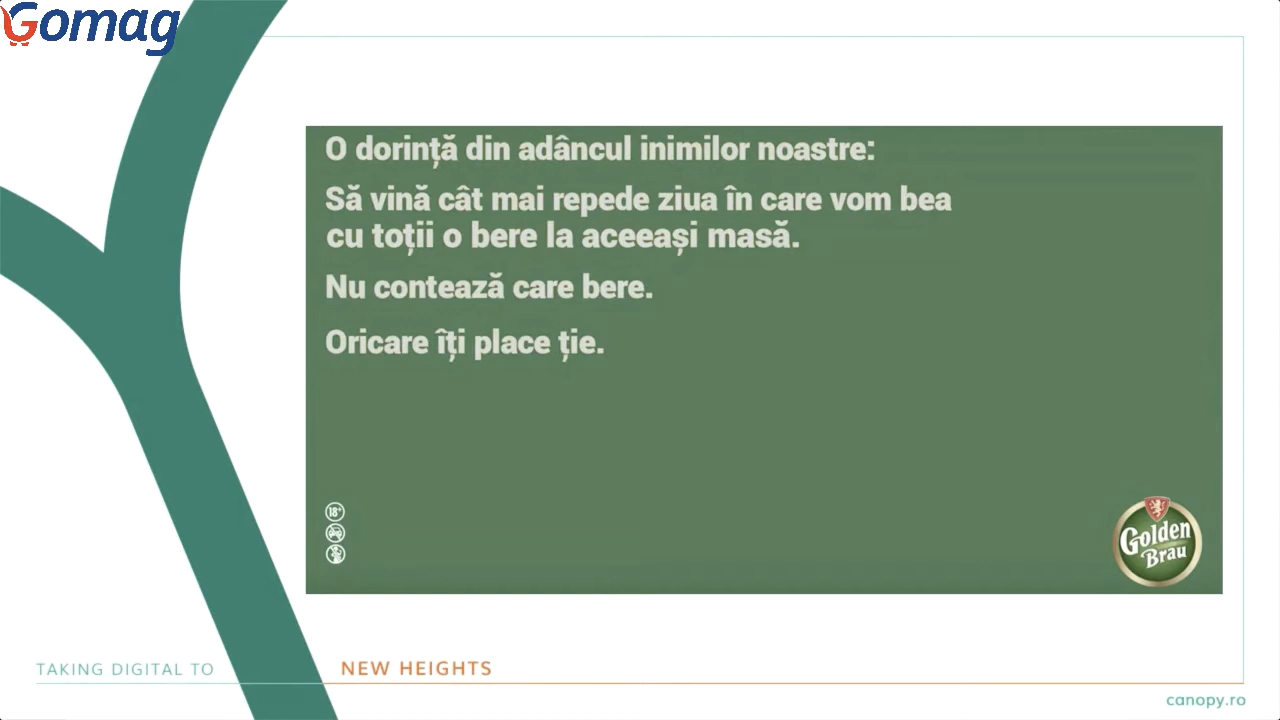 Gomag
O dorință din adâncul inimilor noastre:
Să vină cât mai repede ziua în care vom bea
cu toții o bere la aceeași masă.
Nu contează care bere.
Oricare îți place ție.
18+
Golden
Brau
TAKING DIGITAL TO NEW HEIGHTS
canopy.ro